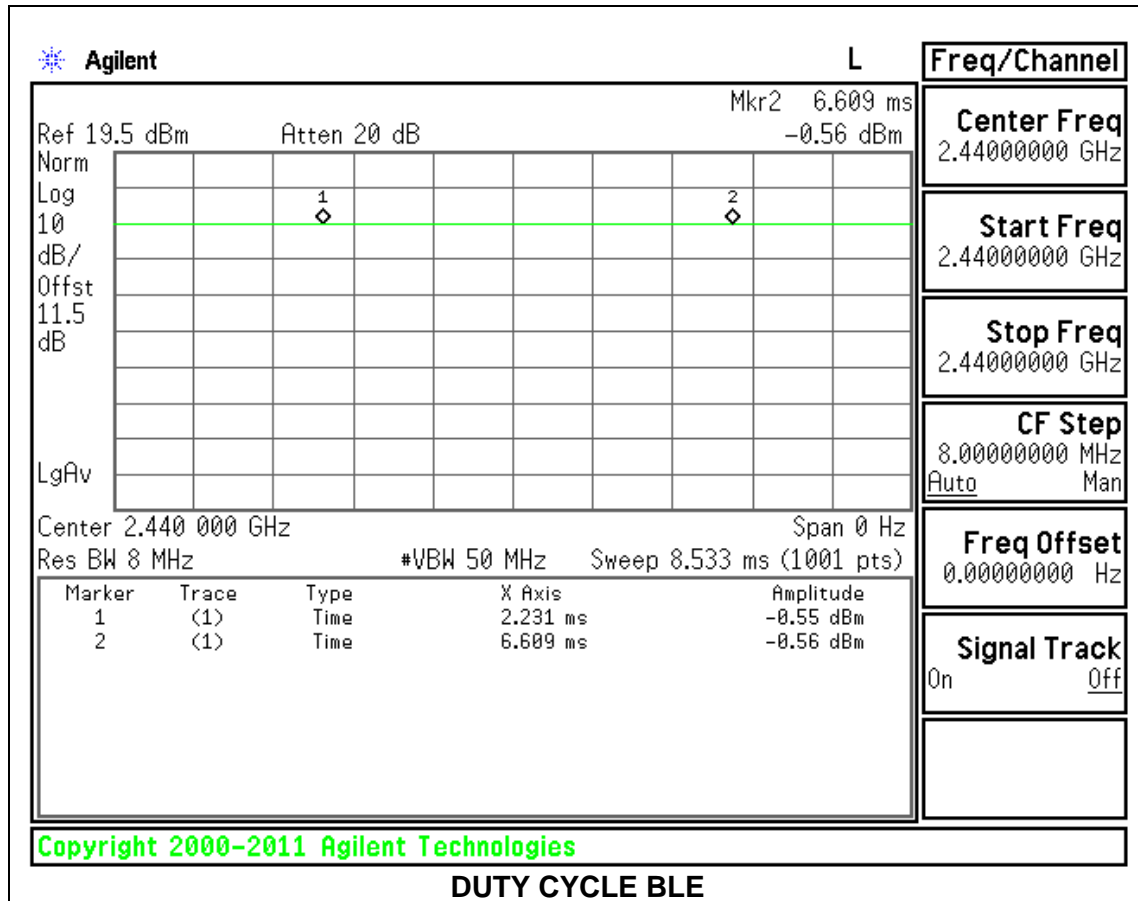 Agilent L
Mkr2 6.609 ms
Ref 19.5 dBm Atten 20 dB -0.56 dBm
Norm
Log
10
dB/
Offst
11.5
dB
LgAv
1 2
Center 2.440 000 GHz Span 0 Hz
Res BW 8 MHz #VBW 50 MHz Sweep 8.533 ms (1001 pts)
Marker Trace Type X Axis Amplitude
1 (1) Time 2.231 ms -0.55 dBm
2 (1) Time 6.609 ms -0.56 dBm
Freq/Channel
Center Freq
2.44000000 GHz
Start Freq
2.44000000 GHz
Stop Freq
2.44000000 GHz
CF Step
8.00000000 MHz
Auto Man
Freq Offset
0.00000000 Hz
Signal Track
On Off
Copyright 2000-2011 Agilent Technologies
DUTY CYCLE BLE